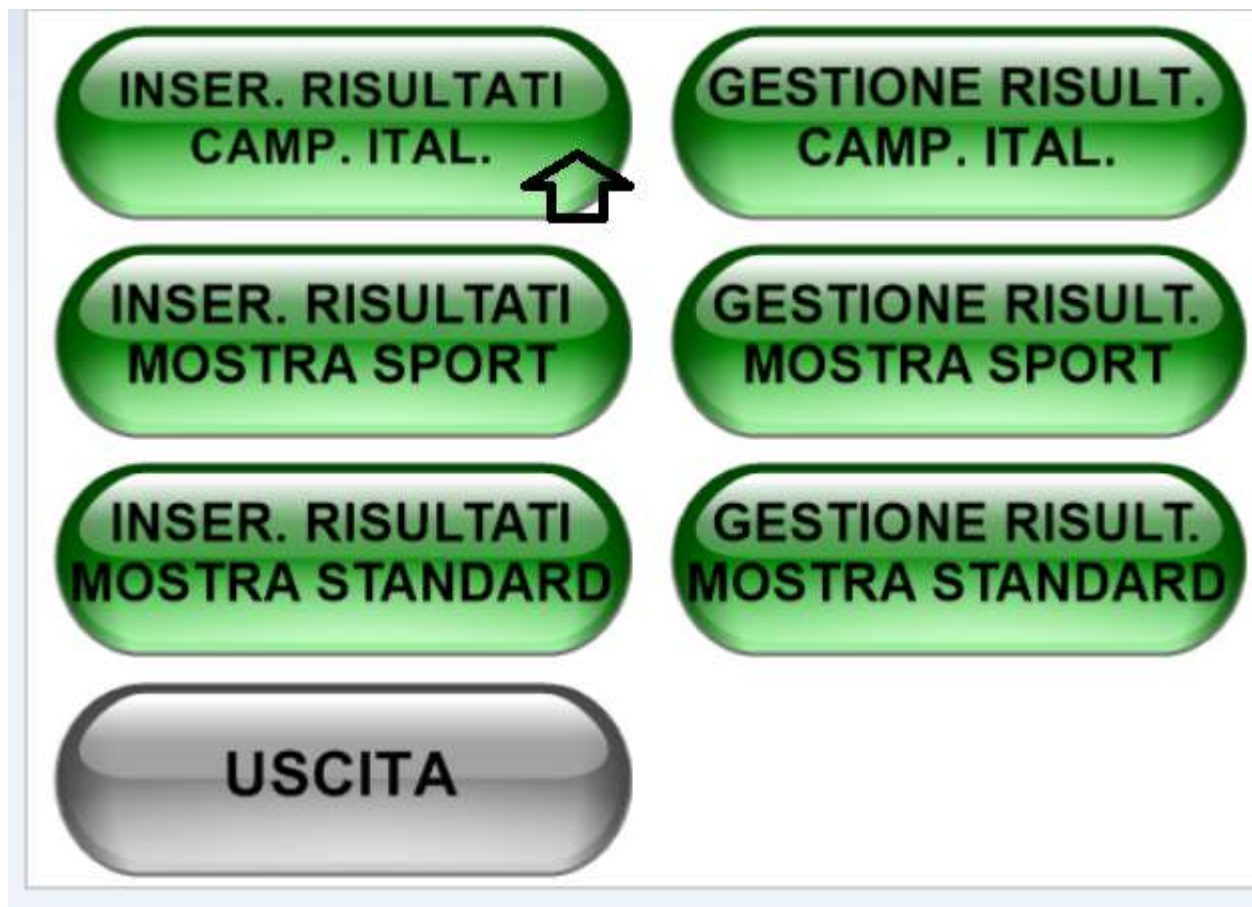 INSER. RISULTATI
CAMP. ITAL.
GESTIONE RISULT.
CAMP. ITAL.
INSER. RISULTATI
MOSTRA SPORT
GESTIONE RISULT.
MOSTRA SPORT
INSER. RISULTATI
MOSTRA STANDARD
GESTIONE RISULT.
MOSTRA STANDARD
USCITA